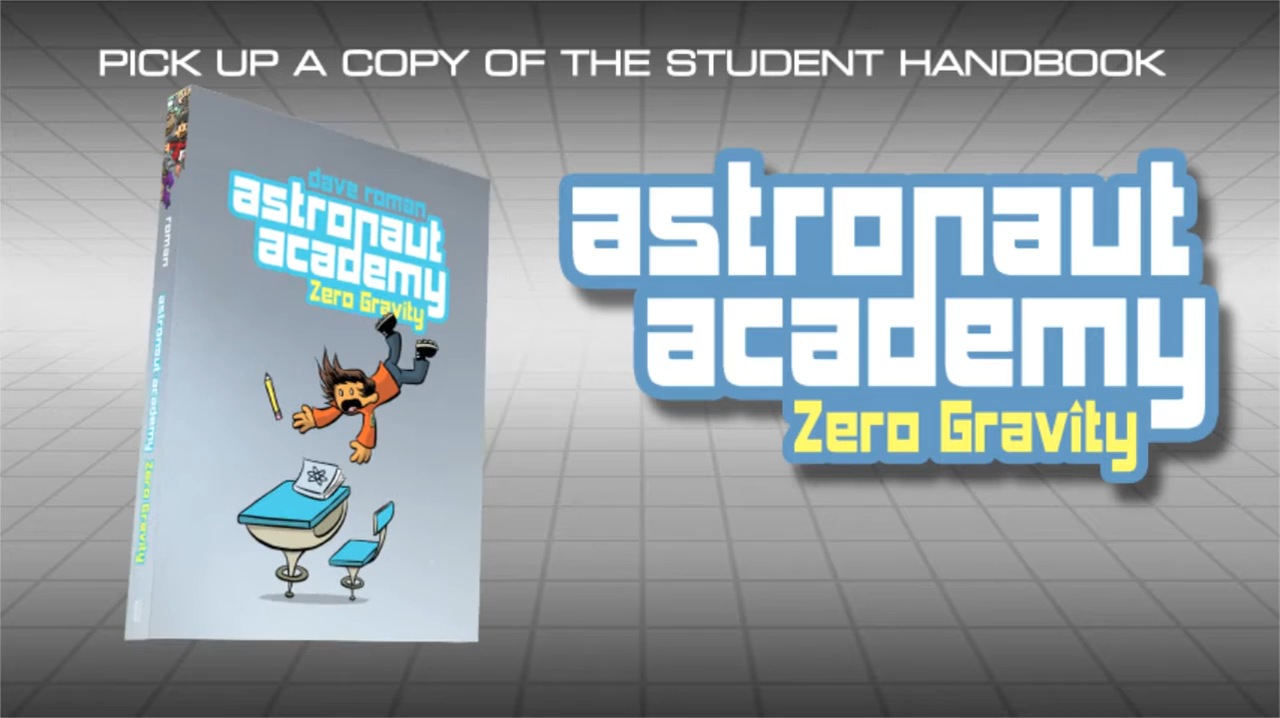 PICK UP A COPY OF THE STUDENT HANDBOOK
dave roman
astronaut
academy
Zero Gravity
roman
astronaut academy Zero Gravity
astronaut
academy
Zero Gravity